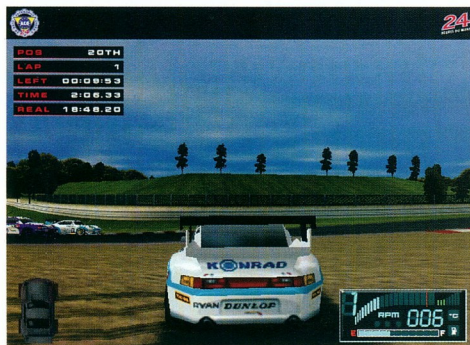 24
POS 20TH
LAP 1
LEFT 00:09:53
TIME 2:06.33
REAL 18:48.20
KONRAD
RYAN DUNLOP
1
RPM 006 °C
E F